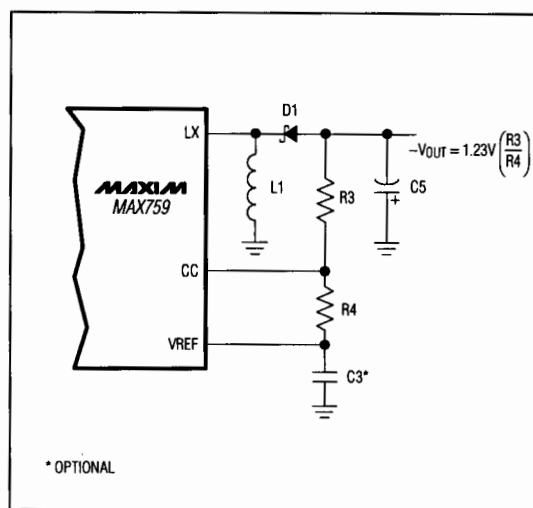 D1
LX
-VOUT = 1.23V (R3/R4)
MAXIM
MAX759
L1
R3
C5
+
CC
R4
VREF
C3*
* OPTIONAL